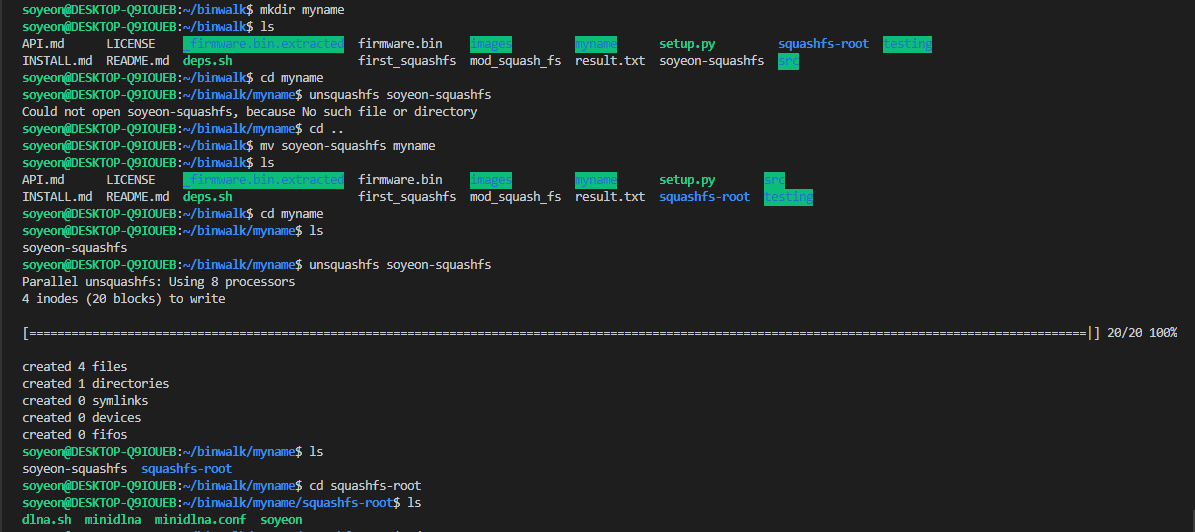 soyeon@DESKTOP-Q9IOUEB:~/binwalk$ mkdir myname
soyeon@DESKTOP-Q9IOUEB:~/binwalk$ ls
API.md LICENSE _firmware.bin.extracted firmware.bin images myname setup.py squashfs-root testing
INSTALL.md README.md deps.sh first_squashfs mod_squash_fs result.txt soyeon-squashfs src
soyeon@DESKTOP-Q9IOUEB:~/binwalk$ cd myname
soyeon@DESKTOP-Q9IOUEB:~/binwalk/myname$ unsquashfs soyeon-squashfs
Could not open soyeon-squashfs, because No such file or directory
soyeon@DESKTOP-Q9IOUEB:~/binwalk/myname$ cd ..
soyeon@DESKTOP-Q9IOUEB:~/binwalk$ mv soyeon-squashfs myname
soyeon@DESKTOP-Q9IOUEB:~/binwalk$ ls
API.md LICENSE _firmware.bin.extracted firmware.bin images myname setup.py src
INSTALL.md README.md deps.sh first_squashfs mod_squash_fs result.txt squashfs-root testing
soyeon@DESKTOP-Q9IOUEB:~/binwalk$ cd myname
soyeon@DESKTOP-Q9IOUEB:~/binwalk/myname$ ls
soyeon-squashfs
soyeon@DESKTOP-Q9IOUEB:~/binwalk/myname$ unsquashfs soyeon-squashfs
Parallel unsquashfs: Using 8 processors
4 inodes (20 blocks) to write
[=======================================================================================================================================================|] 20/20 100%
created 4 files
created 1 directories
created 0 symlinks
created 0 devices
created 0 fifos
soyeon@DESKTOP-Q9IOUEB:~/binwalk/myname$ ls
soyeon-squashfs squashfs-root
soyeon@DESKTOP-Q9IOUEB:~/binwalk/myname$ cd squashfs-root
soyeon@DESKTOP-Q9IOUEB:~/binwalk/myname/squashfs-root$ ls
dlna.sh minidlna minidlna.conf soyeon